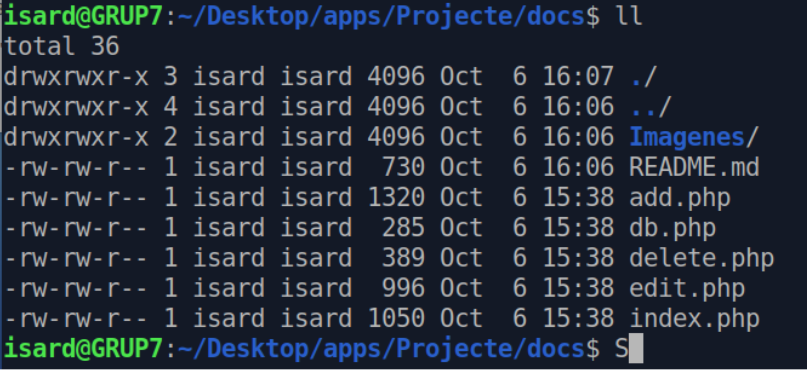 isard@GRUP7:~/Desktop/apps/Projecte/docs$ ll
total 36
drwxrwxr-x 3 isard isard 4096 Oct  6 16:07 ./
drwxrwxr-x 4 isard isard 4096 Oct  6 16:06 ../
drwxrwxr-x 2 isard isard 4096 Oct  6 16:06 Imagenes/
-rw-rw-r-- 1 isard isard  730 Oct  6 16:06 README.md
-rw-rw-r-- 1 isard isard 1320 Oct  6 15:38 add.php
-rw-rw-r-- 1 isard isard  285 Oct  6 15:38 db.php
-rw-rw-r-- 1 isard isard  389 Oct  6 15:38 delete.php
-rw-rw-r-- 1 isard isard  996 Oct  6 15:38 edit.php
-rw-rw-r-- 1 isard isard 1050 Oct  6 15:38 index.php
isard@GRUP7:~/Desktop/apps/Projecte/docs$ S